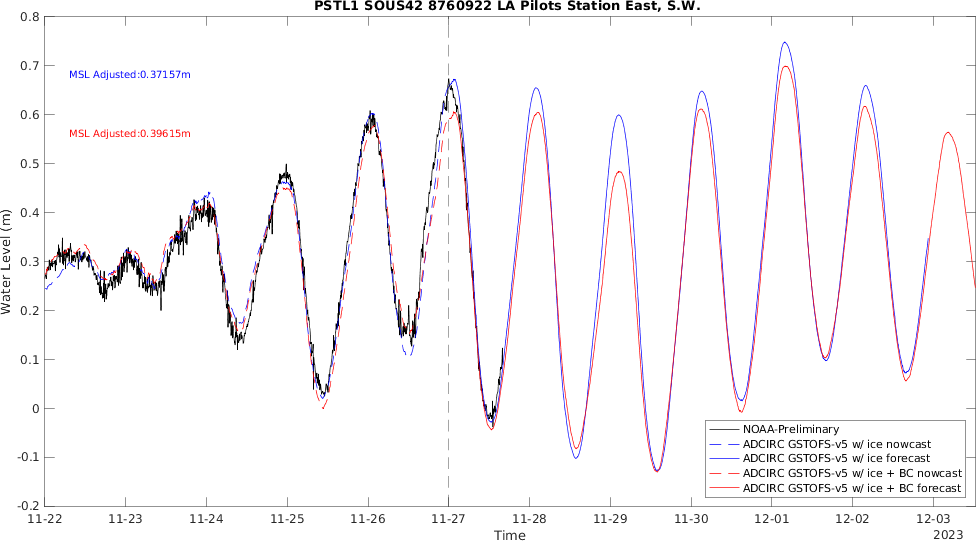 PSTL1 SOUS42 8760922 LA Pilots Station East, S.W.
0.8
0.7
0.6
0.5
0.4
0.3
0.2
0.1
0
-0.1
-0.2
Water Level (m)
MSL Adjusted:0.37157m
MSL Adjusted:0.39615m
NOAA-Preliminary
ADCIRC GSTOFS-v5 w/ ice nowcast
ADCIRC GSTOFS-v5 w/ ice forecast
ADCIRC GSTOFS-v5 w/ ice + BC nowcast
ADCIRC GSTOFS-v5 w/ ice + BC forecast
11-22 11-23 11-24 11-25 11-26 11-27 11-28 11-29 11-30 12-01 12-02 12-03
Time
2023